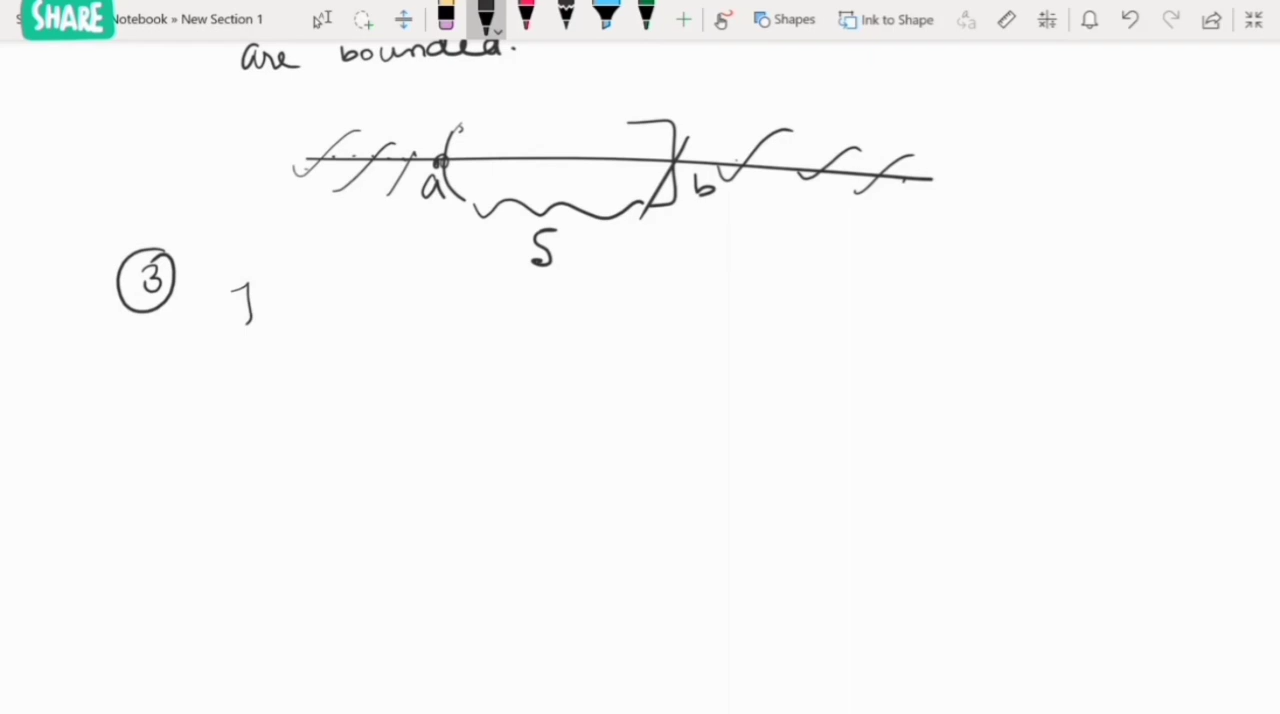 SHARE
Notebook » New Section 1
Shapes
Ink to Shape
are bounded.
a
b
S
3